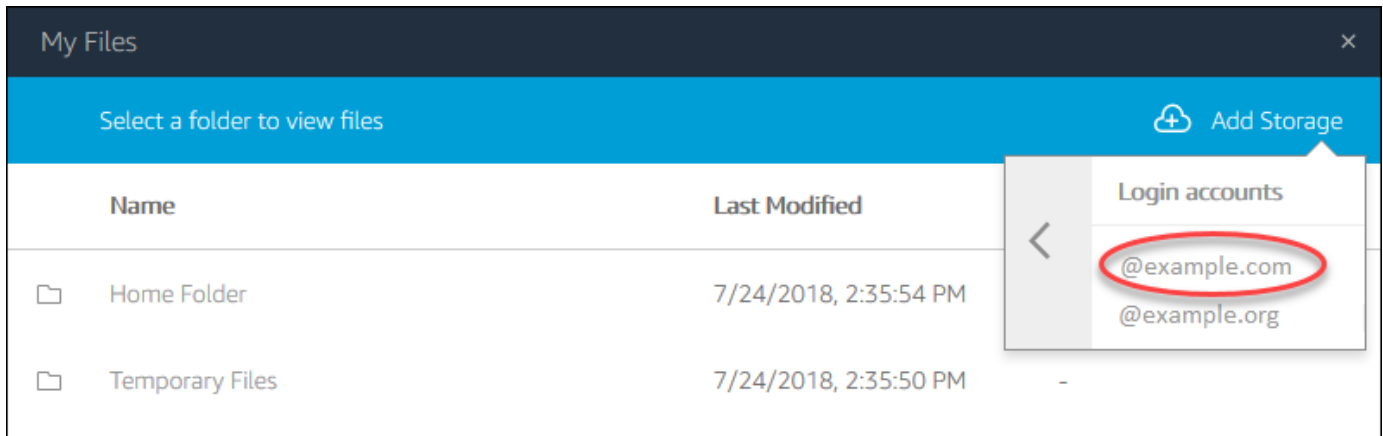 My Files ×
Select a folder to view files Add Storage
Name Last Modified Login accounts
@example.com
Home Folder 7/24/2018, 2:35:54 PM
@example.org
Temporary Files 7/24/2018, 2:35:50 PM -